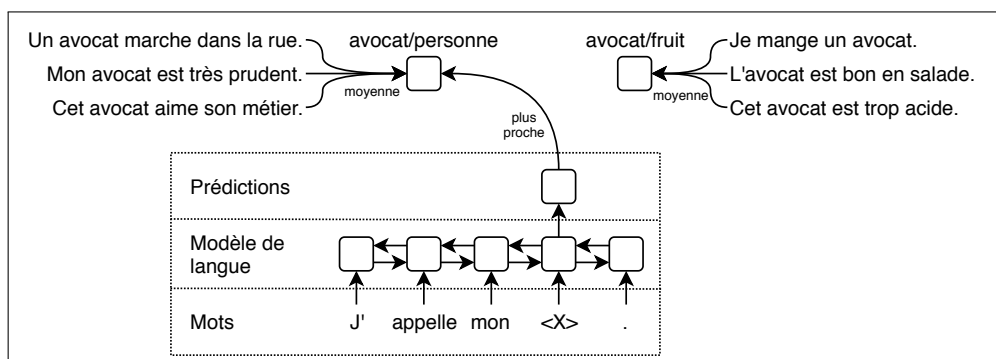 Un avocat marche dans la rue.
Mon avocat est très prudent.
Cet avocat aime son métier.
avocat/personne
moyenne
avocat/fruit
moyenne
Je mange un avocat.
L'avocat est bon en salade.
Cet avocat est trop acide.
plus
proche
Prédictions
Modèle de
langue
Mots J' appelle mon <X> .